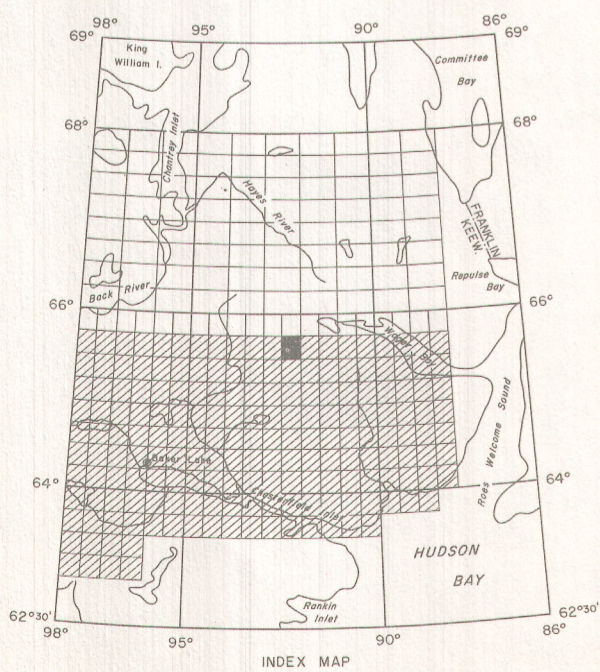 98°
95°
90°
86°
69°
69°
King
William I.
Committee
Bay
68°
68°
Chantrey Inlet
Hayes River
FRANKLIN
KEEW.
Repulse
Bay
Back River
66°
66°
Wager Bay
Roes Welcome Sound
Baker Lake
64°
64°
Chesterfield Inlet
HUDSON
BAY
Rankin
Inlet
62°30'
62°30'
98°
95°
90°
86°
INDEX MAP